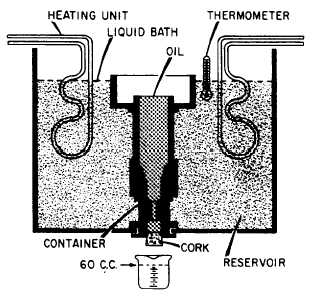 HEATING UNIT
LIQUID BATH
THERMOMETER
OIL
CONTAINER
CORK
RESERVOIR
60 C.C.